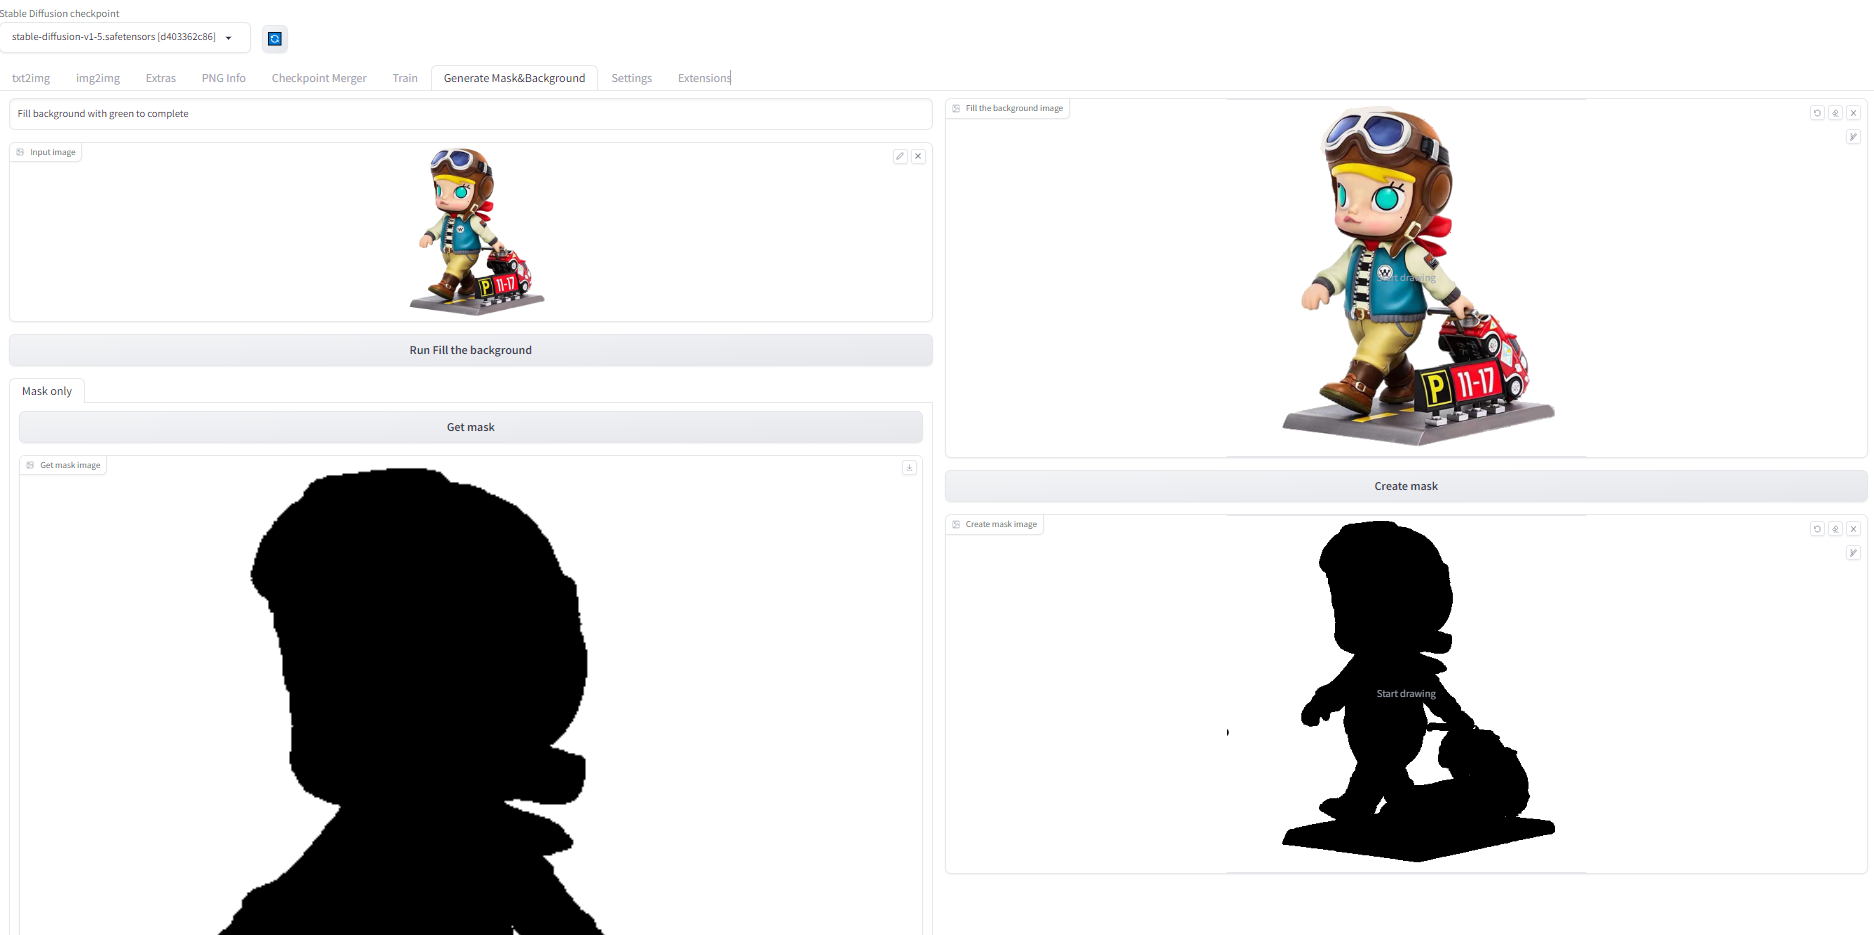 Stable Diffusion checkpoint
stable-diffusion-v1-5.safetensors [d403362c86]
txt2img img2img Extras PNG Info Checkpoint Merger Train Generate Mask&Background Settings Extensions
Fill background with green to complete
Input image
W
P 11-17
Run Fill the background
Mask only
Get mask
Get mask image
Fill the background image
W
Start drawing
P 11-17
Create mask
Create mask image
Start drawing